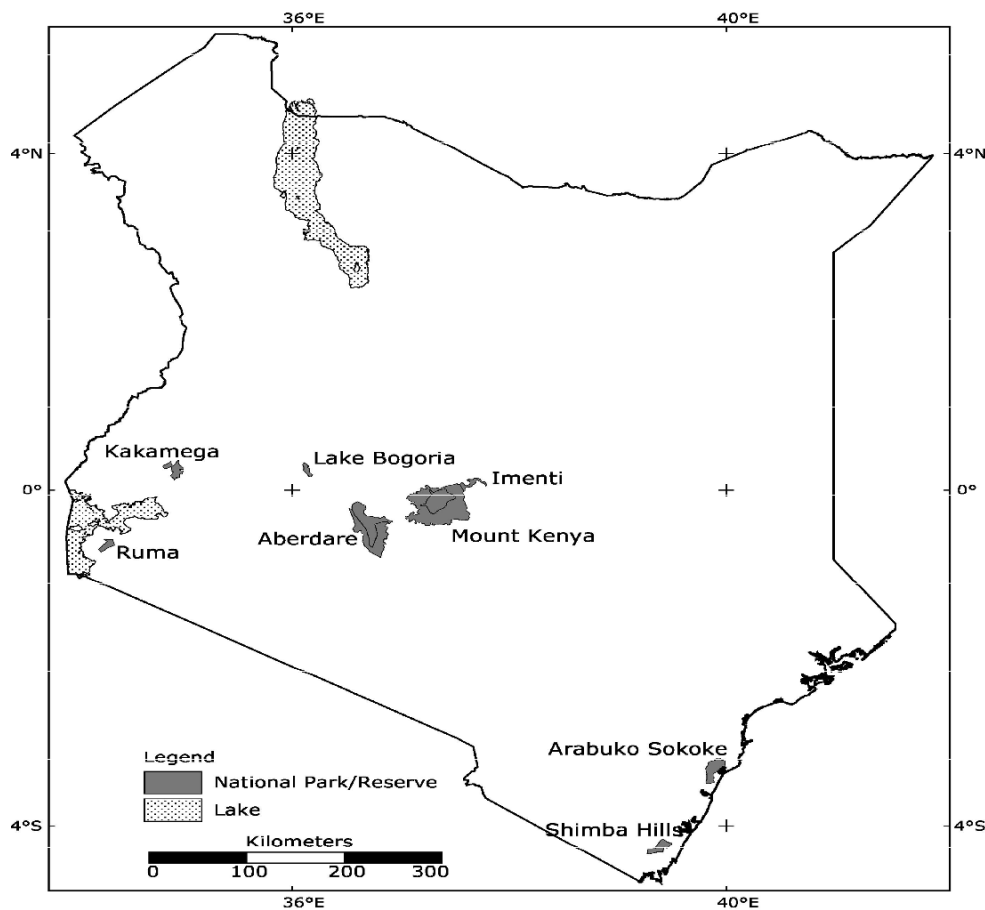 36°E
40°E
4°N
4°N
Kakamega
Lake Bogoria
Imenti
0°
0°
Aberdare
Mount Kenya
Ruma
Arabuko Sokoke
Legend
National Park/Reserve
Lake
4°S
Shimba Hills
4°S
Kilometers
0 100 200 300
36°E
40°E